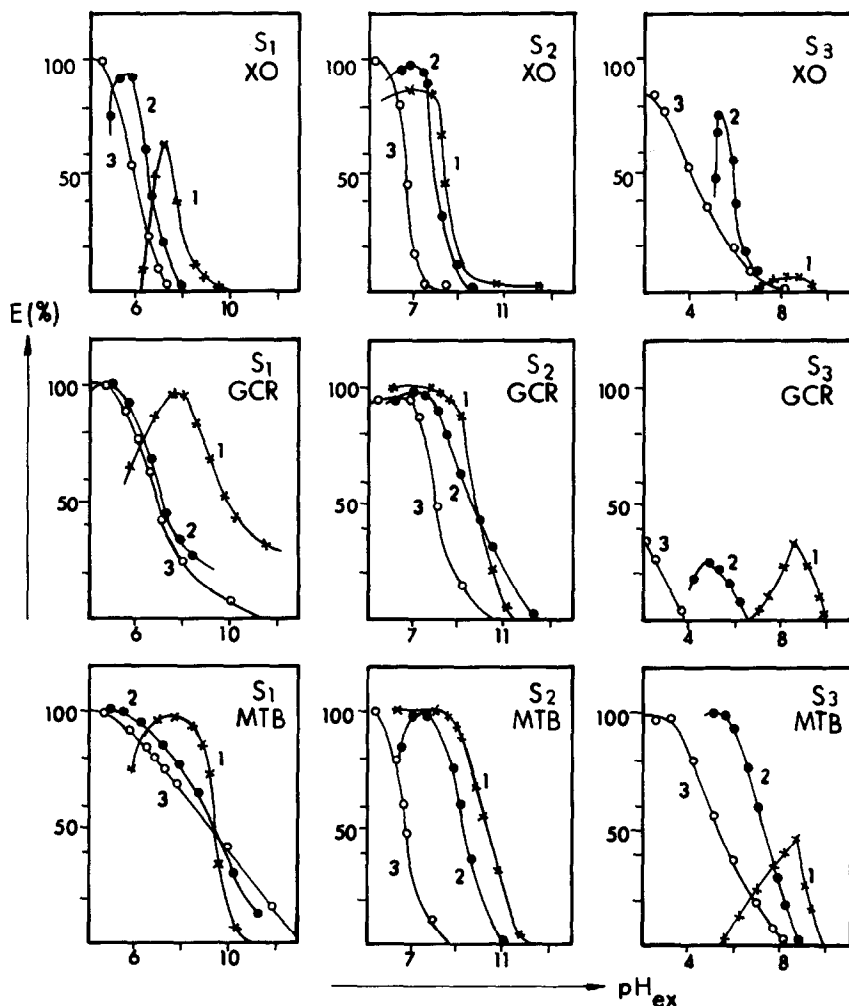 S1 S2 S3
XO XO XO
100 100
50 50 50
3 2 1 3 2 1 3 2 1
6 10 7 11 4 8
E(%)
S1 S2 S3
GCR GCR GCR
100 100 100
50 50 50
1 2 3 1 2 3 3 2 1
6 10 7 11 4 8
S1 S2 S3
MTB MTB MTB
100 100 100
50 50 50
2 1 3 1 2 3 3 2 1
6 10 7 11 4 8
pHex